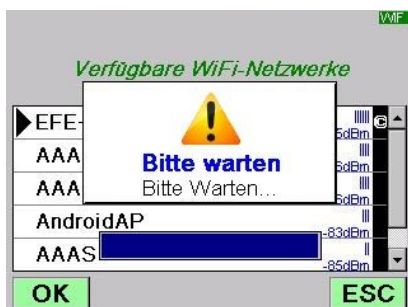 WIF
Verfügbare WiFi-Netzwerke
EFE-
5dBm
AAA
Bitte warten
5dBm
AAA
Bitte Warten...
6dBm
AndroidAP
-83dBm
AAAS
-85dBm
OK
ESC